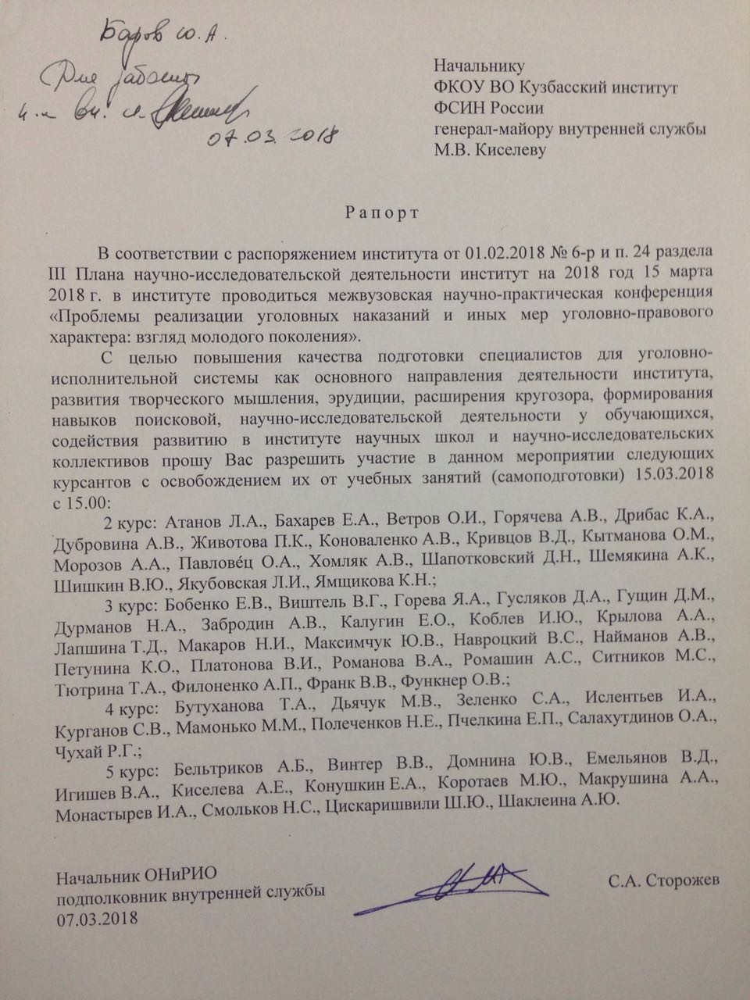 Баров Ю.А.
Для работы
07.03.2018
Начальнику
ФКОУ ВО Кузбасский институт
ФСИН России
генерал-майору внутренней службы
М.В. Киселеву
Рапорт
В соответствии с распоряжением института от 01.02.2018 № 6-р и п. 24 раздела
III Плана научно-исследовательской деятельности институт на 2018 год 15 марта
2018 г. в институте проводиться межвузовская научно-практическая конференция
«Проблемы реализации уголовных наказаний и иных мер уголовно-правового
характера: взгляд молодого поколения».
С целью повышения качества подготовки специалистов для уголовно-
исполнительной системы как основного направления деятельности института,
развития творческого мышления, эрудиции, расширения кругозора, формирования
навыков поисковой, научно-исследовательской деятельности у обучающихся,
содействия развитию в институте научных школ и научно-исследовательских
коллективов прошу Вас разрешить участие в данном мероприятии следующих
курсантов с освобождением их от учебных занятий (самоподготовки) 15.03.2018
с 15.00:
2 курс: Атанов Л.А., Бахарев Е.А., Ветров О.И., Горячева А.В., Дрибас К.А.,
Дубровина А.В., Животова П.К., Коноваленко А.В., Кривцов В.Д., Кытманова О.М.,
Морозов А.А., Павловéц О.А., Хомляк А.В., Шапотковский Д.Н., Шемякина А.К.,
Шишкин В.Ю., Якубовская Л.И., Ямщикова К.Н.;
3 курс: Бобенко Е.В., Виштель В.Г., Горева Я.А., Гусляков Д.А., Гущин Д.М.,
Дурманов Н.А., Забродин А.В., Калугин Е.О., Коблев И.Ю., Крылова А.А.,
Лапшина Т.Д., Макаров Н.И., Максимчук Ю.В., Навроцкий В.С., Найманов А.В.,
Петунина К.О., Платонова В.И., Романова В.А., Ромашин А.С., Ситников М.С.,
Тютрина Т.А., Филоненко А.П., Франк В.В., Функнер О.В.;
4 курс: Бутуханова Т.А., Дьячук М.В., Зеленко С.А., Ислентьев И.А.,
Курганов С.В., Мамонько М.М., Полеченков Н.Е., Пчелкина Е.П., Салахутдинов О.А.,
Чухай Р.Г.;
5 курс: Бельтриков А.Б., Винтер В.В., Домнина Ю.В., Емельянов В.Д.,
Игишев В.А., Киселева А.Е., Конушкин Е.А., Коротаев М.Ю., Макрушина А.А.,
Монастырев И.А., Смольков Н.С., Цискаришвили Ш.Ю., Шаклеина А.Ю.
Начальник ОНиРИО
подполковник внутренней службы
07.03.2018
С.А. Сторожев